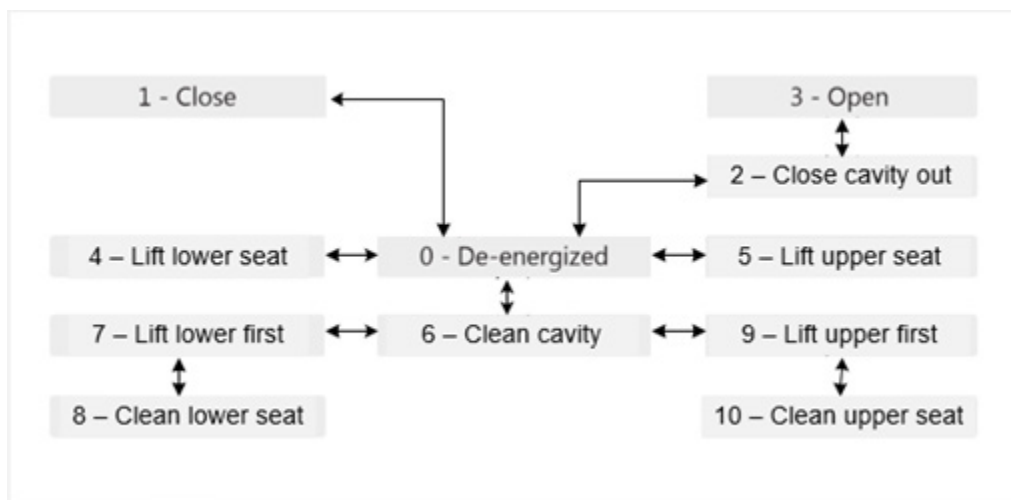 1 - Close
3 - Open
2 – Close cavity out
4 – Lift lower seat
0 - De-energized
5 – Lift upper seat
7 – Lift lower first
6 – Clean cavity
9 – Lift upper first
8 – Clean lower seat
10 – Clean upper seat